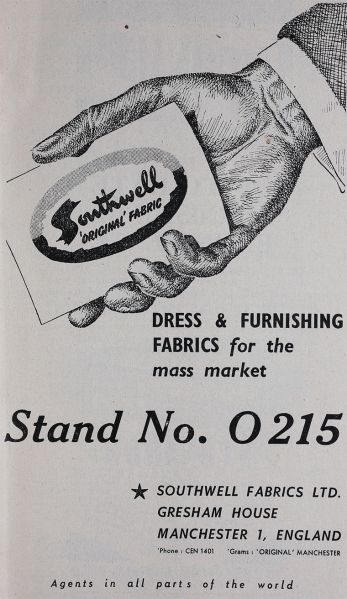 Southwell
'ORIGINAL' FABRIC
DRESS & FURNISHING
FABRICS for the
mass market
Stand No. O 215
★ SOUTHWELL FABRICS LTD.
GRESHAM HOUSE
MANCHESTER 1, ENGLAND
'Phone : CEN 1401 'Grams : 'ORIGINAL' MANCHESTER
Agents in all parts of the world